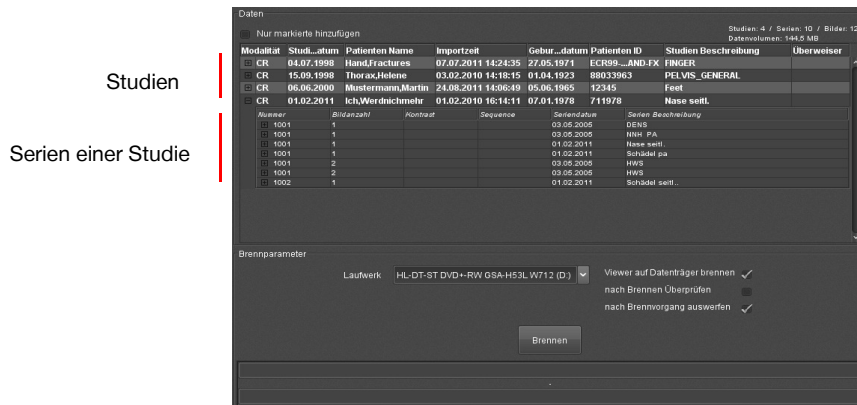 Daten
Nur markierte hinzufügen
Studien: 4 / Serien: 10 / Bilder: 12
Datenvolumen: 144,6 MB
Modalität Studi...atum Patienten Name Importzeit Gebur...datum Patienten ID Studien Beschreibung Überweiser
CR 04.07.1998 Hand,Fractures 07.07.2011 14:24:35 27.05.1971 ECR99-...AND-FX FINGER
CR 15.09.1998 Thorax,Helene 03.02.2010 14:18:15 01.04.1923 88033963 PELVIS_GENERAL
CR 06.06.2000 Mustermann,Martin 24.08.2011 14:06:49 05.06.1965 12345 Feet
CR 01.02.2011 Ich,Werdnichmehr 01.02.2010 16:14:11 07.01.1978 711978 Nase seitl.
Studien
Nummer Bildanzahl Kontrast Sequence Seriendatum Serien Beschreibung
1001 1 03.05.2005 DENS
1001 1 03.05.2005 NNH PA
1001 1 01.02.2011 Nase seitl.
1001 1 01.02.2011 Schädel pa
1001 2 03.05.2005 HWS
1001 2 03.05.2005 HWS
1002 1 01.02.2011 Schädel seitl..
Serien einer Studie
Brennparameter
Laufwerk HL-DT-ST DVD+-RW GSA-H53L W712 (D:)
Viewer auf Datenträger brennen
nach Brennen Überprüfen
nach Brennvorgang auswerfen
Brennen